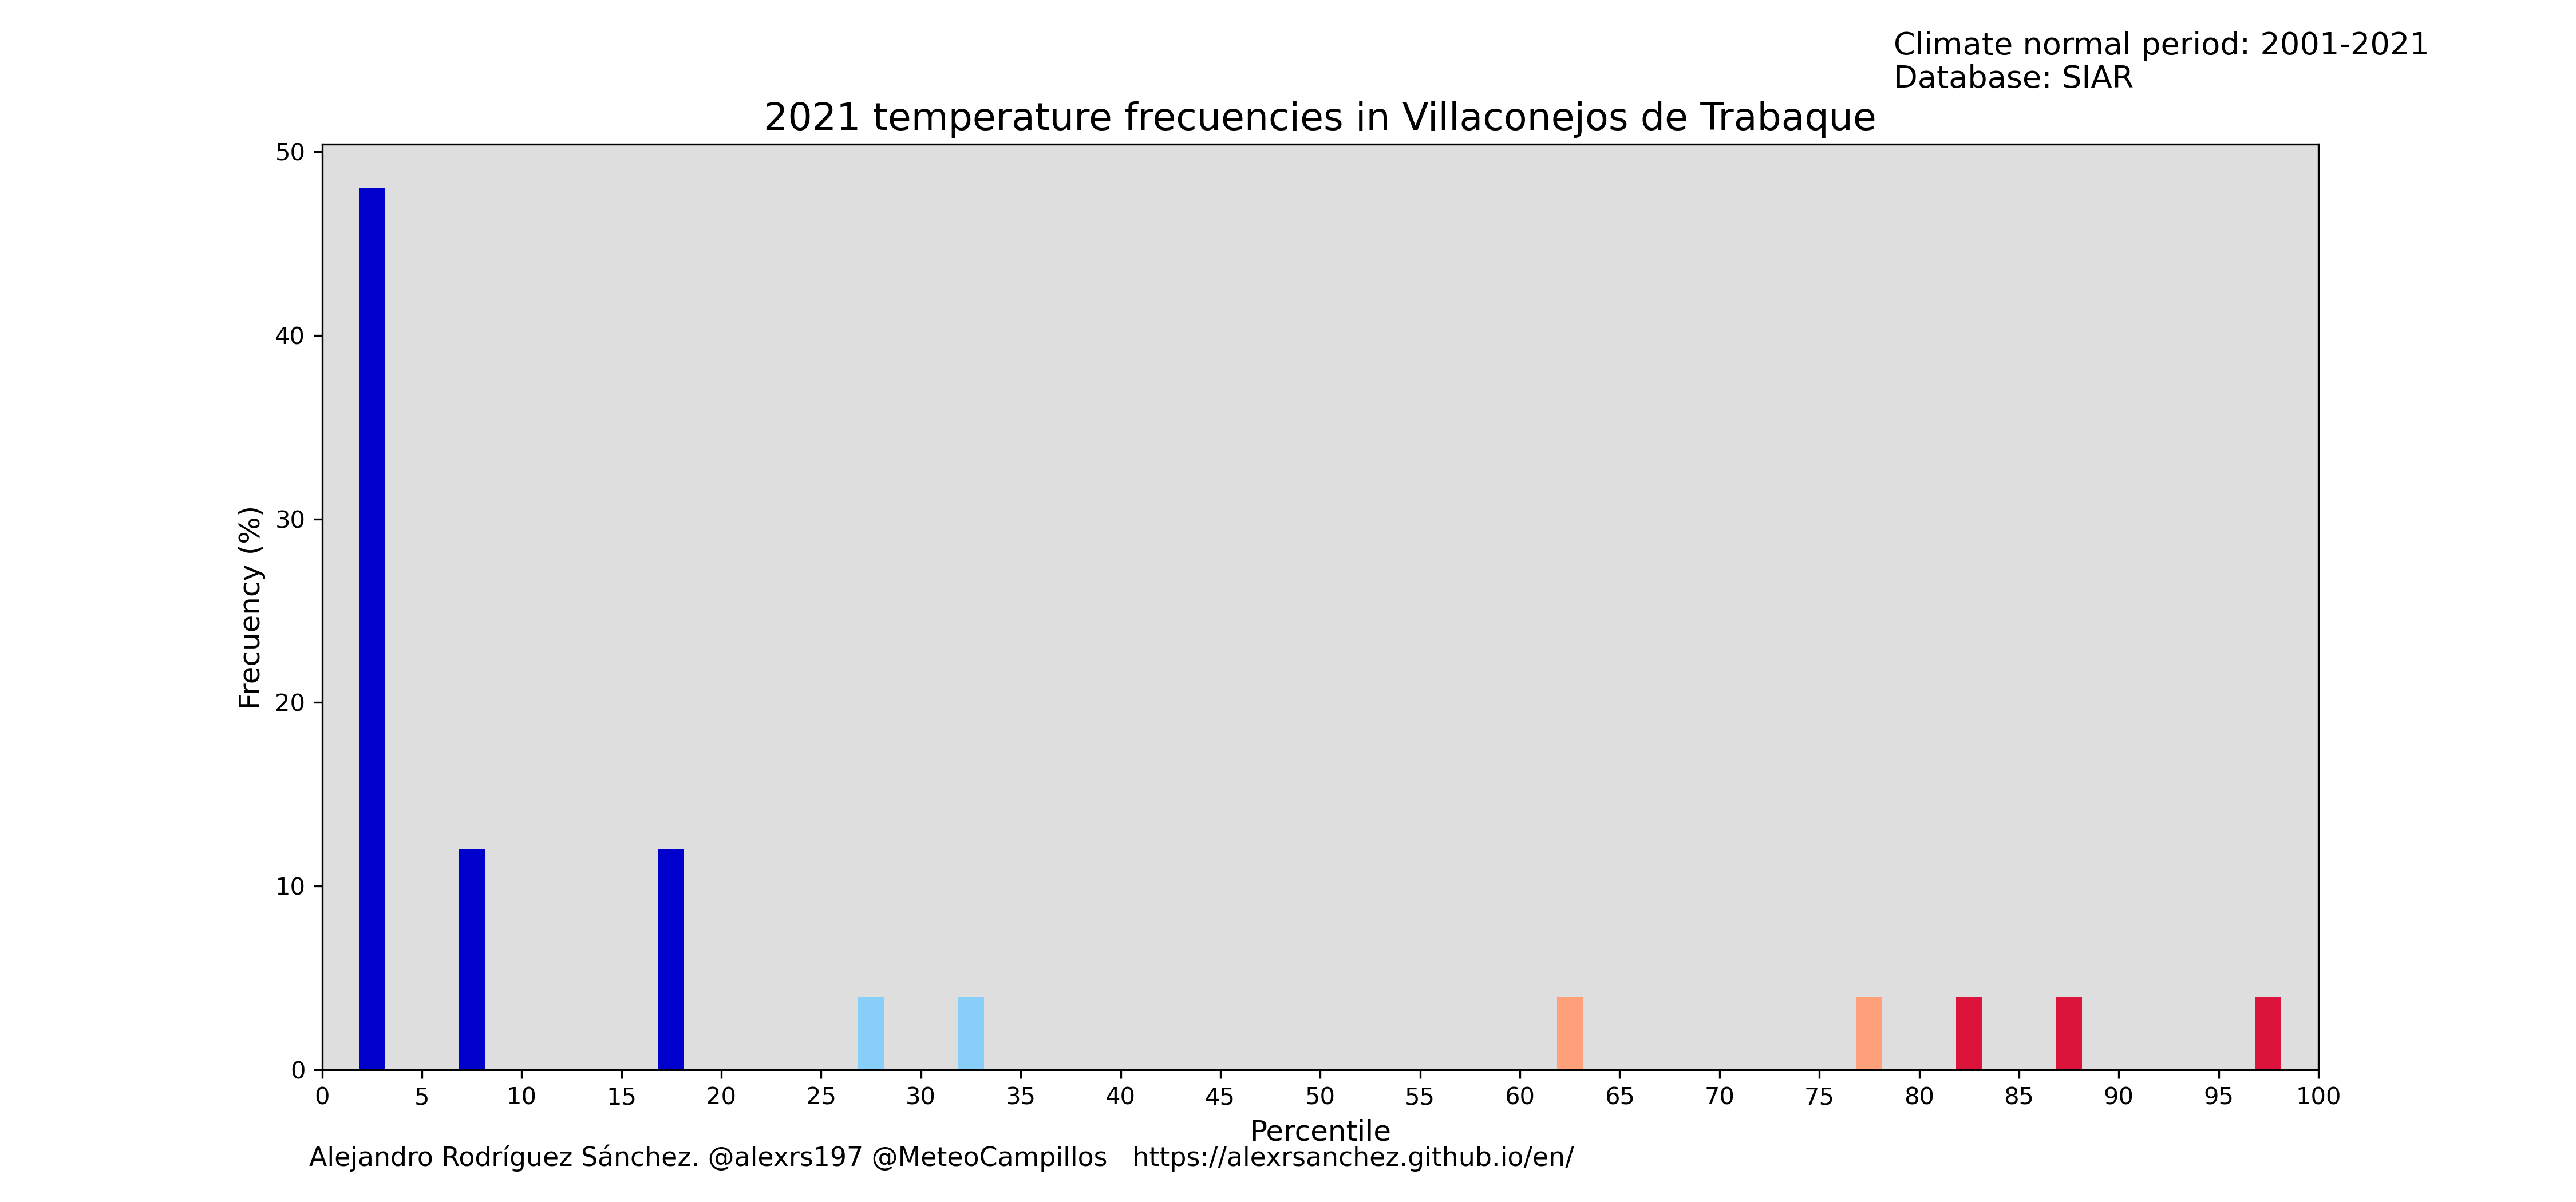 Climate normal period: 2001-2021
Database: SIAR
2021 temperature frecuencies in Villaconejos de Trabaque
50
40
30
20
10
0
Frecuency (%)
0 5 10 15 20 25 30 35 40 45 50 55 60 65 70 75 80 85 90 95 100
Percentile
Alejandro Rodríguez Sánchez. @alexrs197 @MeteoCampillos https://alexrsanchez.github.io/en/